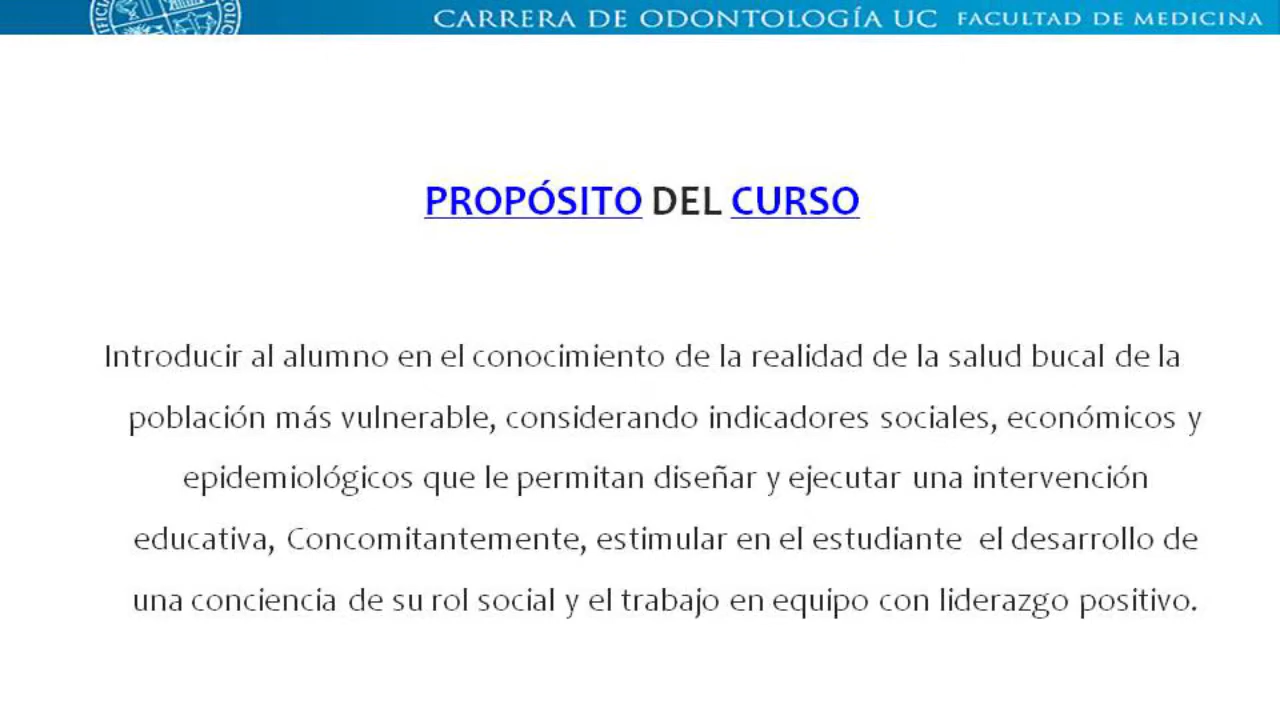 CARRERA DE ODONTOLOGÍA UC FACULTAD DE MEDICINA
PROPÓSITO DEL CURSO
Introducir al alumno en el conocimiento de la realidad de la salud bucal de la
población más vulnerable, considerando indicadores sociales, económicos y
epidemiológicos que le permitan diseñar y ejecutar una intervención
educativa, Concomitantemente, estimular en el estudiante el desarrollo de
una conciencia de su rol social y el trabajo en equipo con liderazgo positivo.